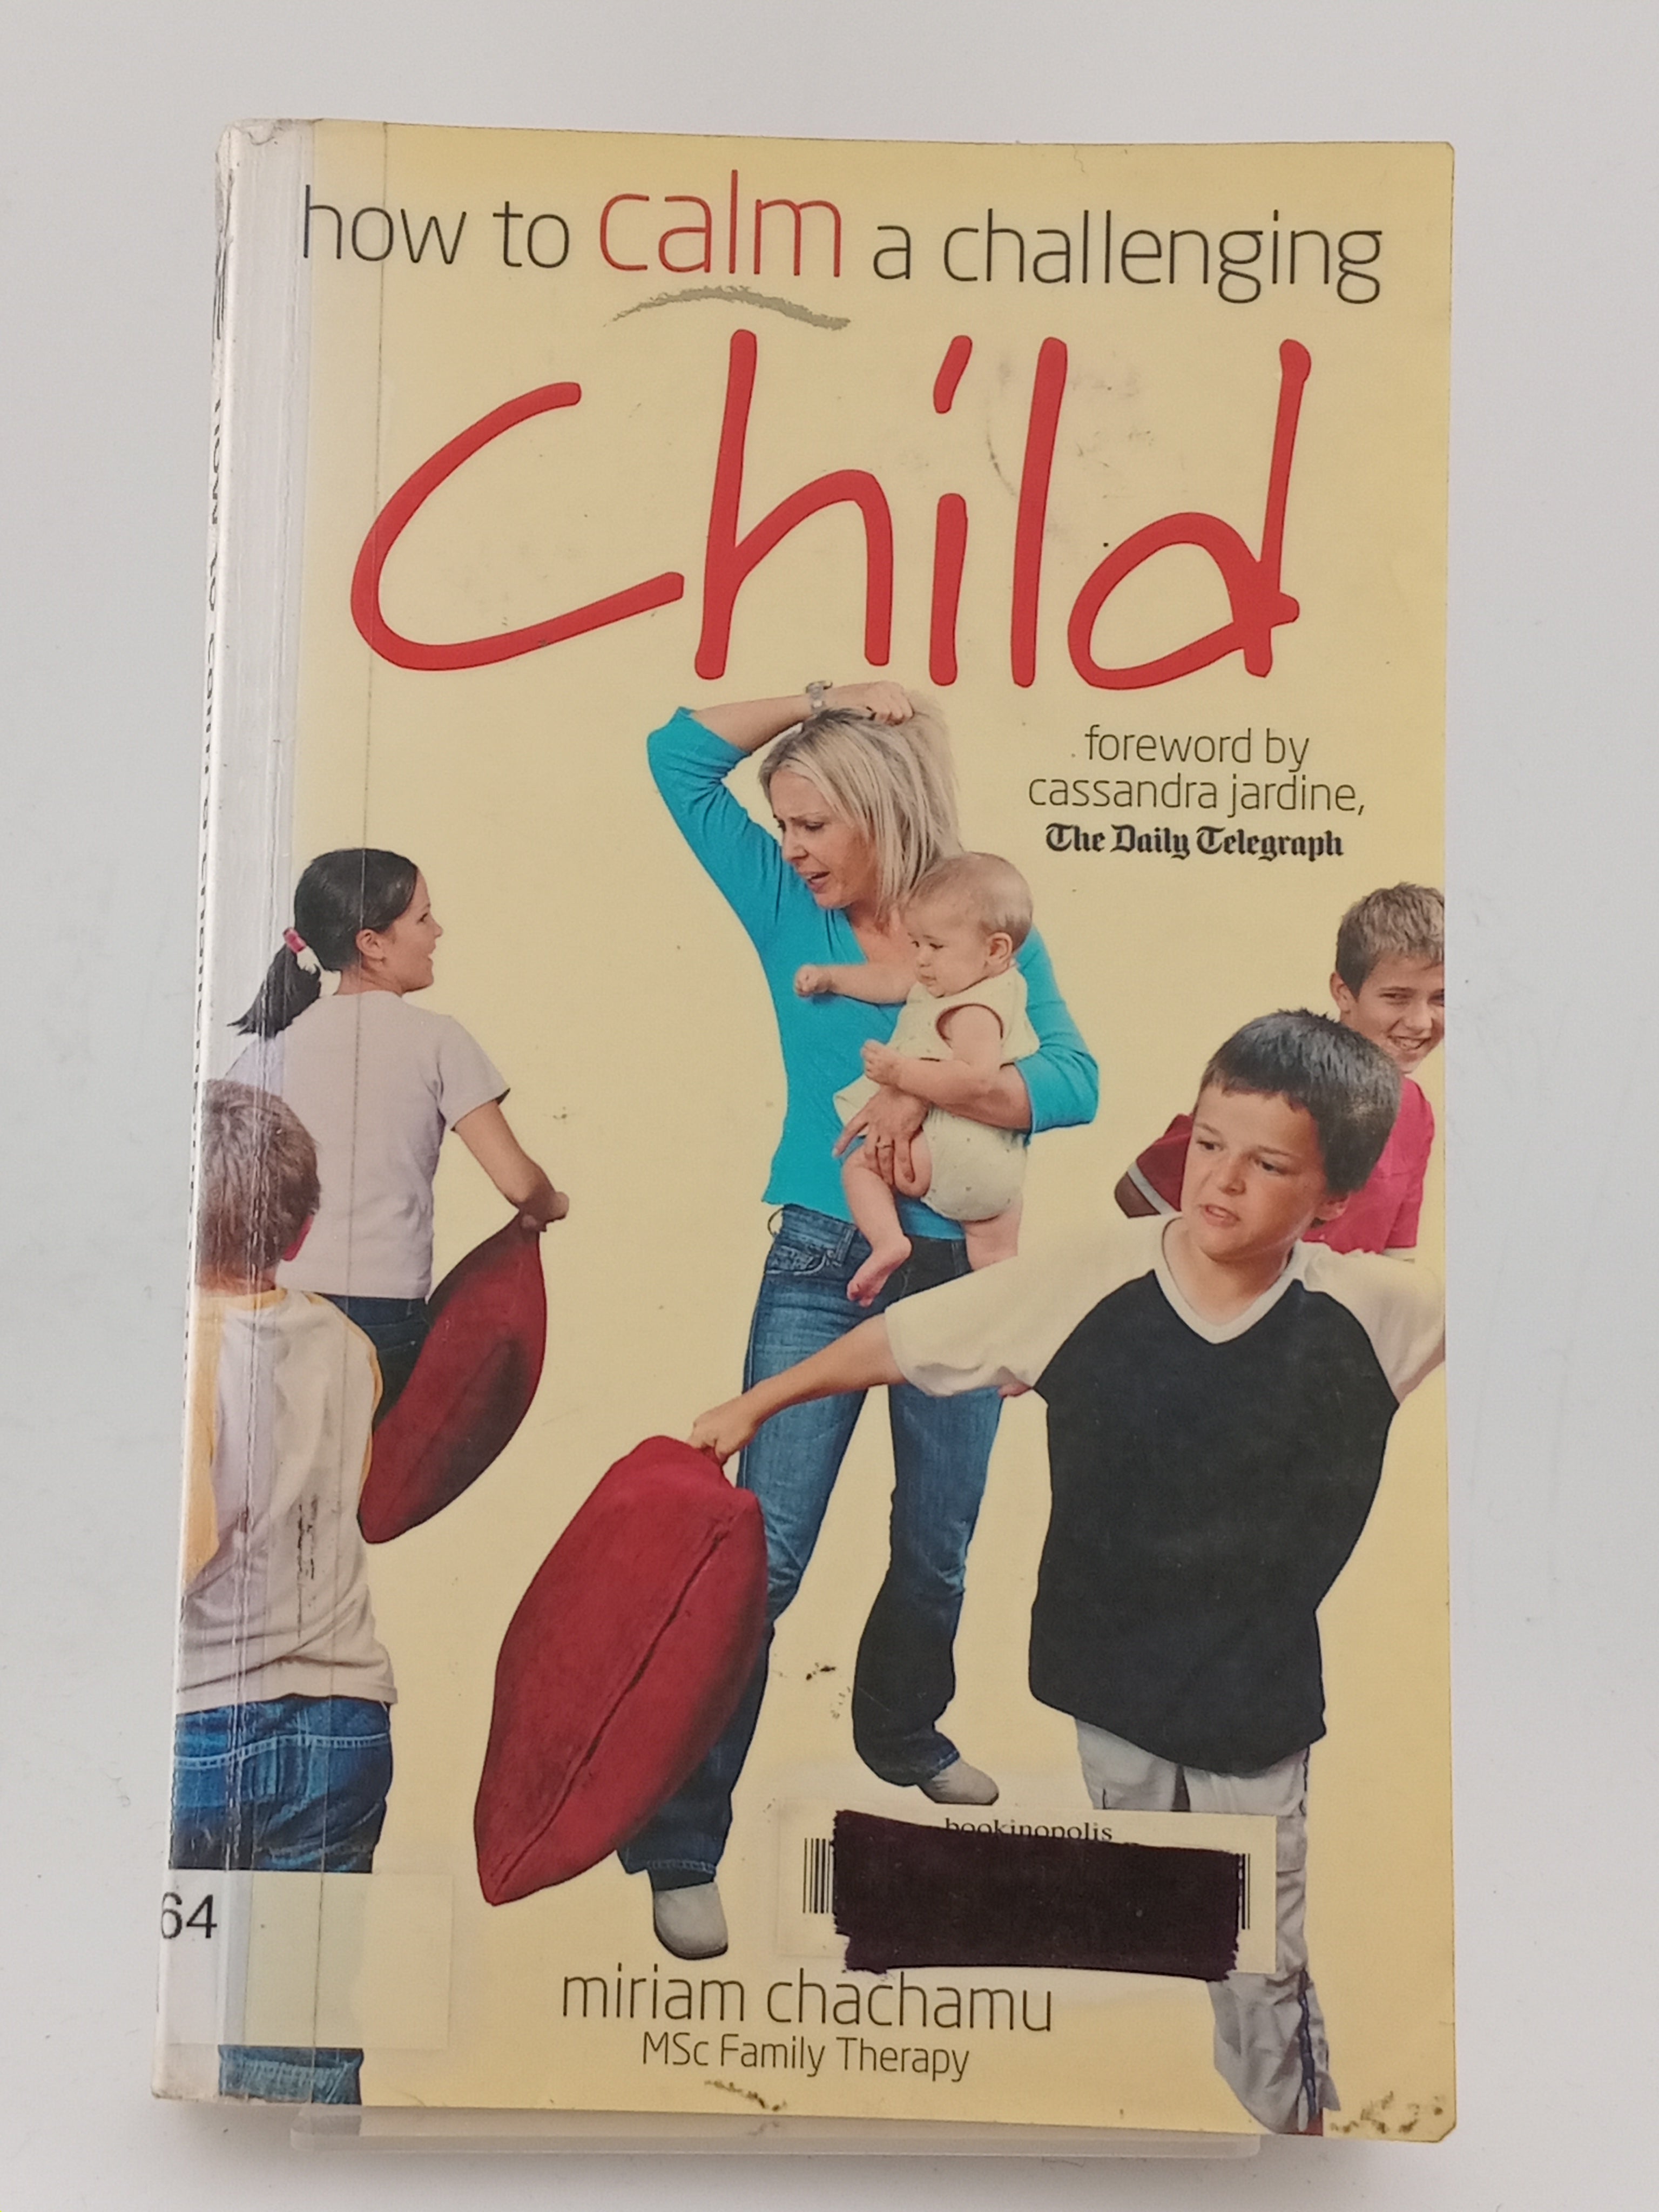 how to calm a challenging
child
foreword by
cassandra jardine,
The Daily Telegraph
bookinopolis
64
miriam chachamu
MSc Family Therapy